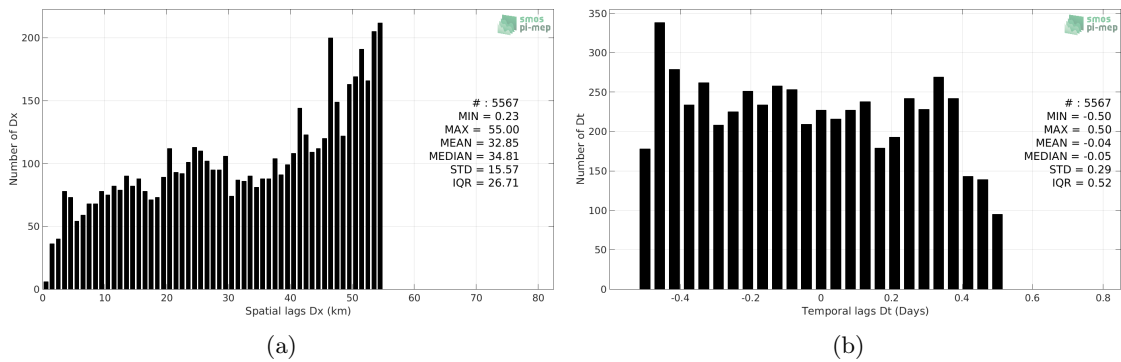 smos
pi-mep
# : 5567
MIN = 0.23
MAX = 55.00
MEAN = 32.85
MEDIAN = 34.81
STD = 15.57
IQR = 26.71
Number of Dx
200
150
100
50
0
0 10 20 30 40 50 60 70 80
Spatial lags Dx (km)
(a)
smos
pi-mep
# : 5567
MIN = -0.50
MAX = 0.50
MEAN = -0.04
MEDIAN = -0.05
STD = 0.29
IQR = 0.52
Number of Dt
350
300
250
200
150
100
50
0
-0.4 -0.2 0 0.2 0.4 0.6 0.8
Temporal lags Dt (Days)
(b)